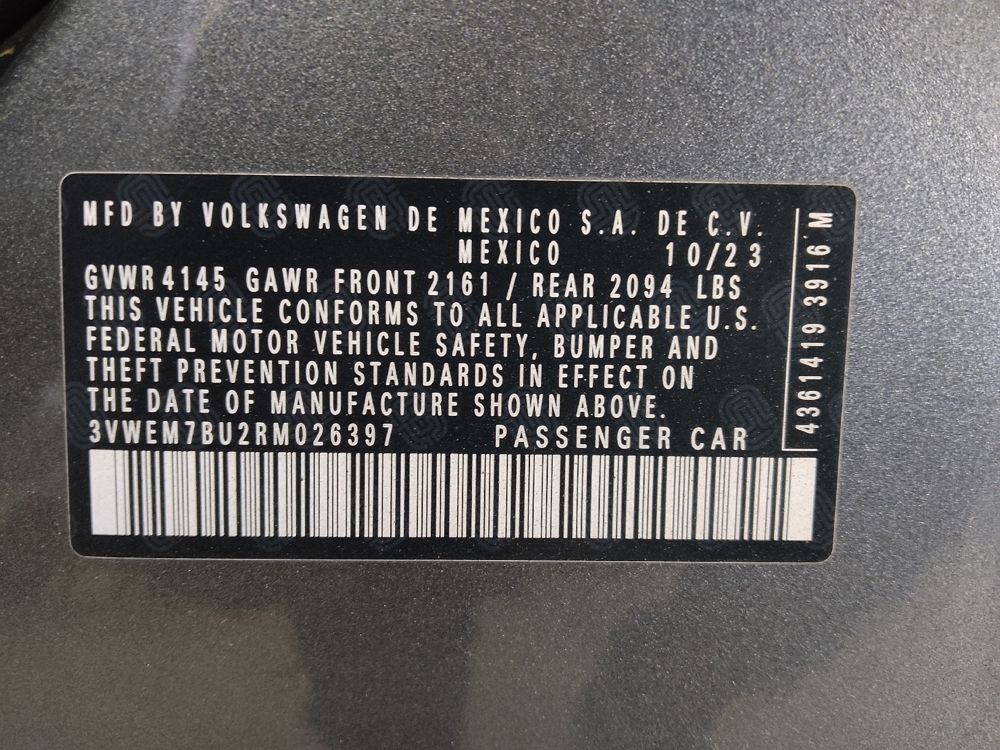 MFD BY VOLKSWAGEN DE MEXICO S.A. DE C.V.
MEXICO 10/23
GVWR 4145 GAWR FRONT 2161 / REAR 2094 LBS
THIS VEHICLE CONFORMS TO ALL APPLICABLE U.S.
FEDERAL MOTOR VEHICLE SAFETY, BUMPER AND
THEFT PREVENTION STANDARDS IN EFFECT ON
THE DATE OF MANUFACTURE SHOWN ABOVE.
3VWEM7BU2RM026397 PASSENGER CAR
4361419 3916 M